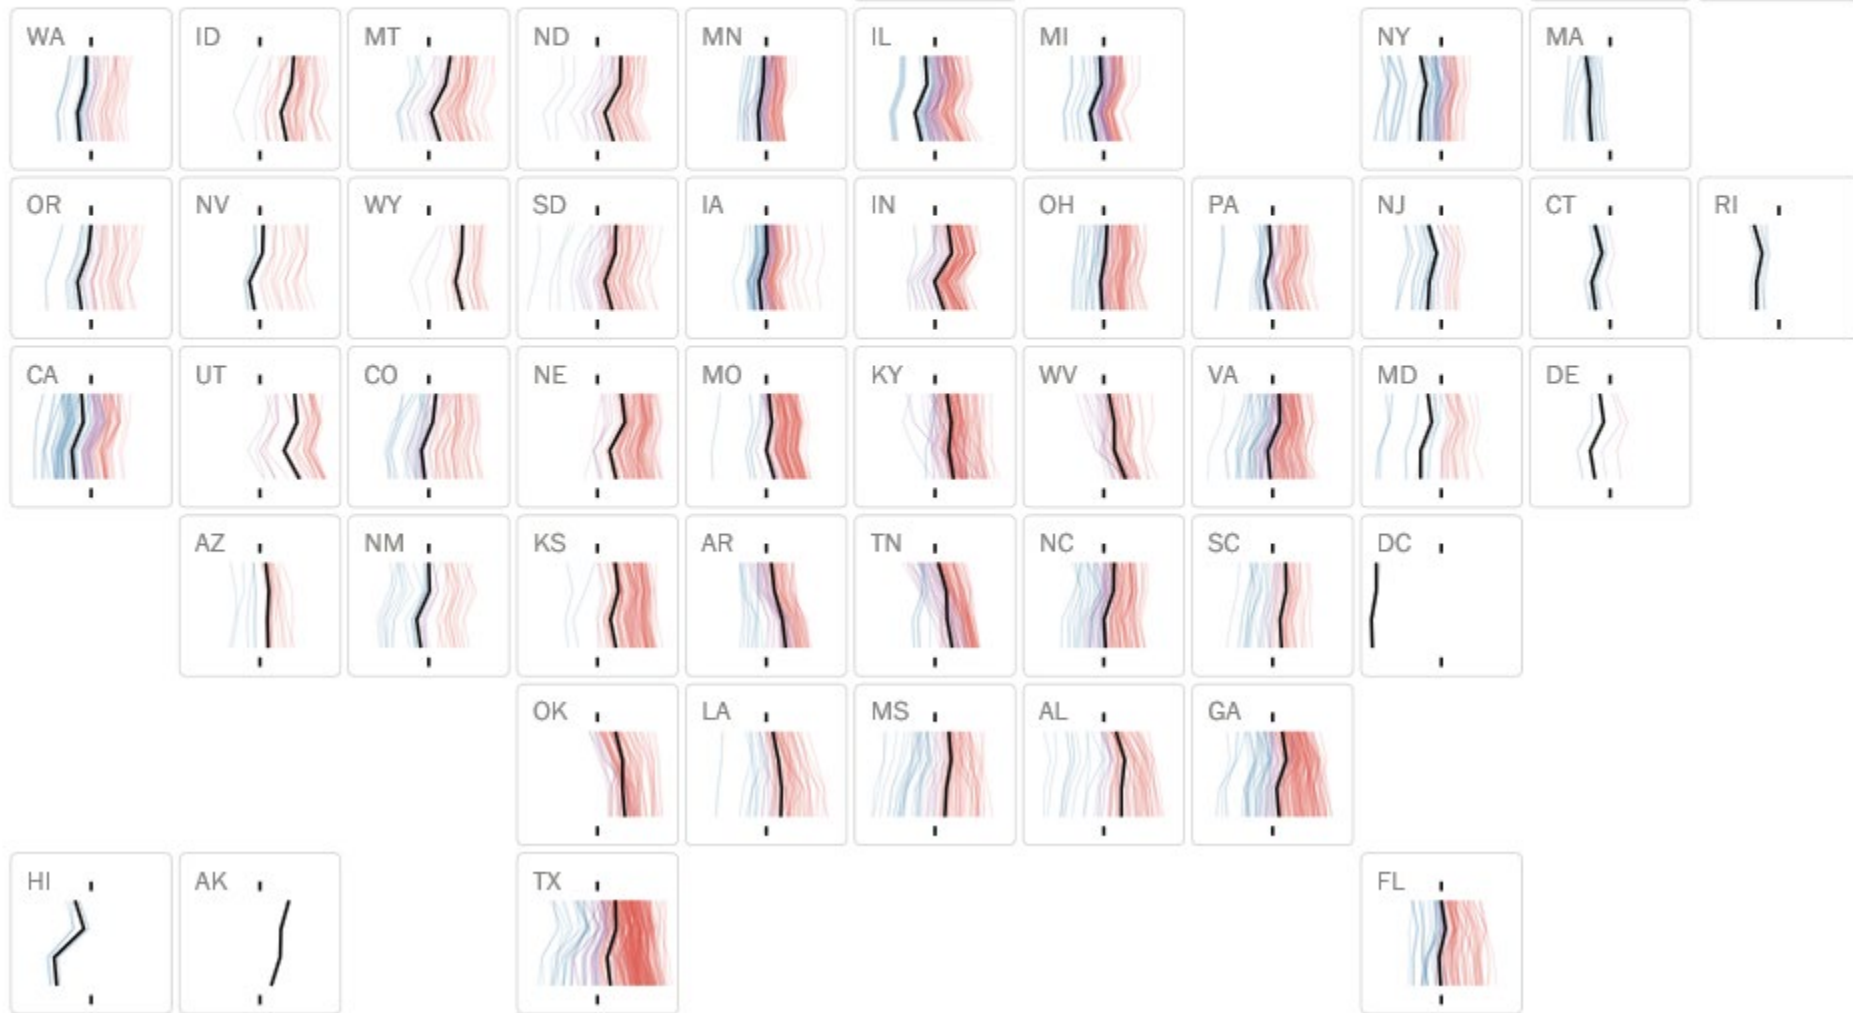 WA ID MT ND MN IL MI NY MA
OR NV WY SD IA IN OH PA NJ CT RI
CA UT CO NE MO KY WV VA MD DE
AZ NM KS AR TN NC SC DC
OK LA MS AL GA
HI AK TX FL